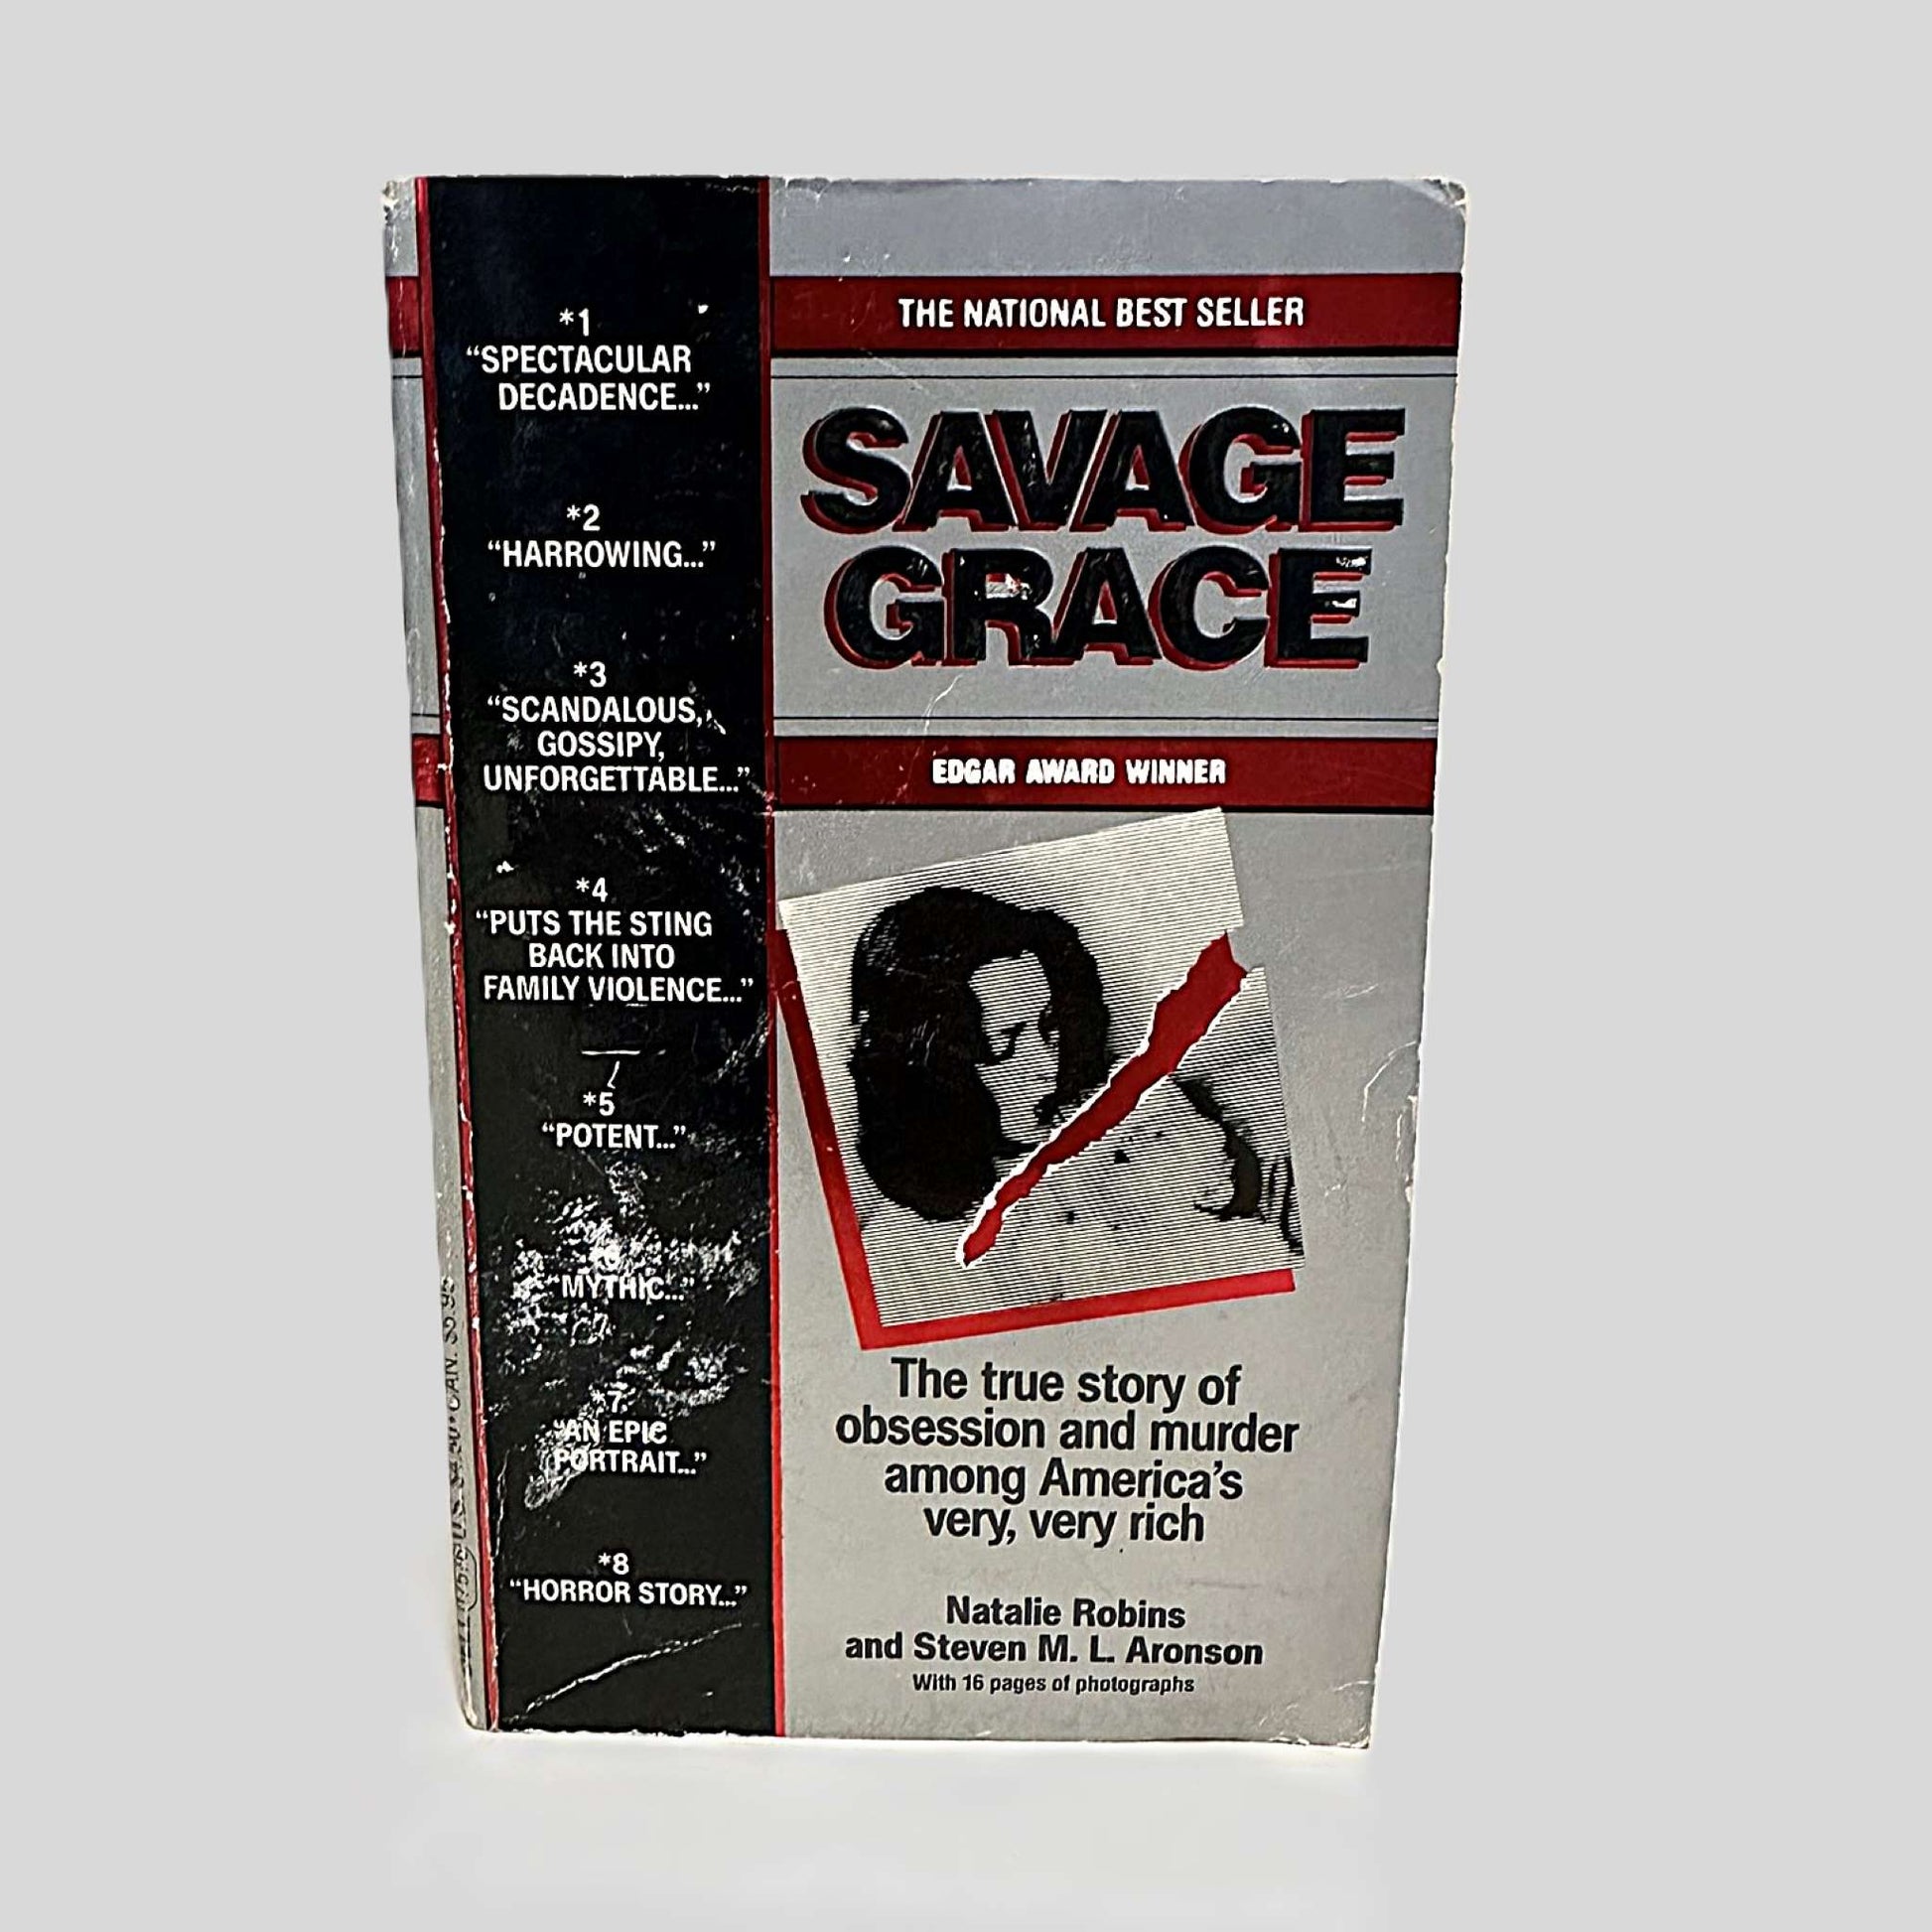 *1
“SPECTACULAR
DECADENCE...”
*2
“HARROWING...”
*3
“SCANDALOUS,
GOSSIPY,
UNFORGETTABLE...”
*4
“PUTS THE STING
BACK INTO
FAMILY VIOLENCE...”
*5
“POTENT...”
“MYTHIC...”
*7
“AN EPIC
PORTRAIT...”
*8
“HORROR STORY...”
THE NATIONAL BEST SELLER
SAVAGE
GRACE
EDGAR AWARD WINNER
The true story of
obsession and murder
among America’s
very, very rich
Natalie Robins
and Steven M. L. Aronson
With 16 pages of photographs
CAN.